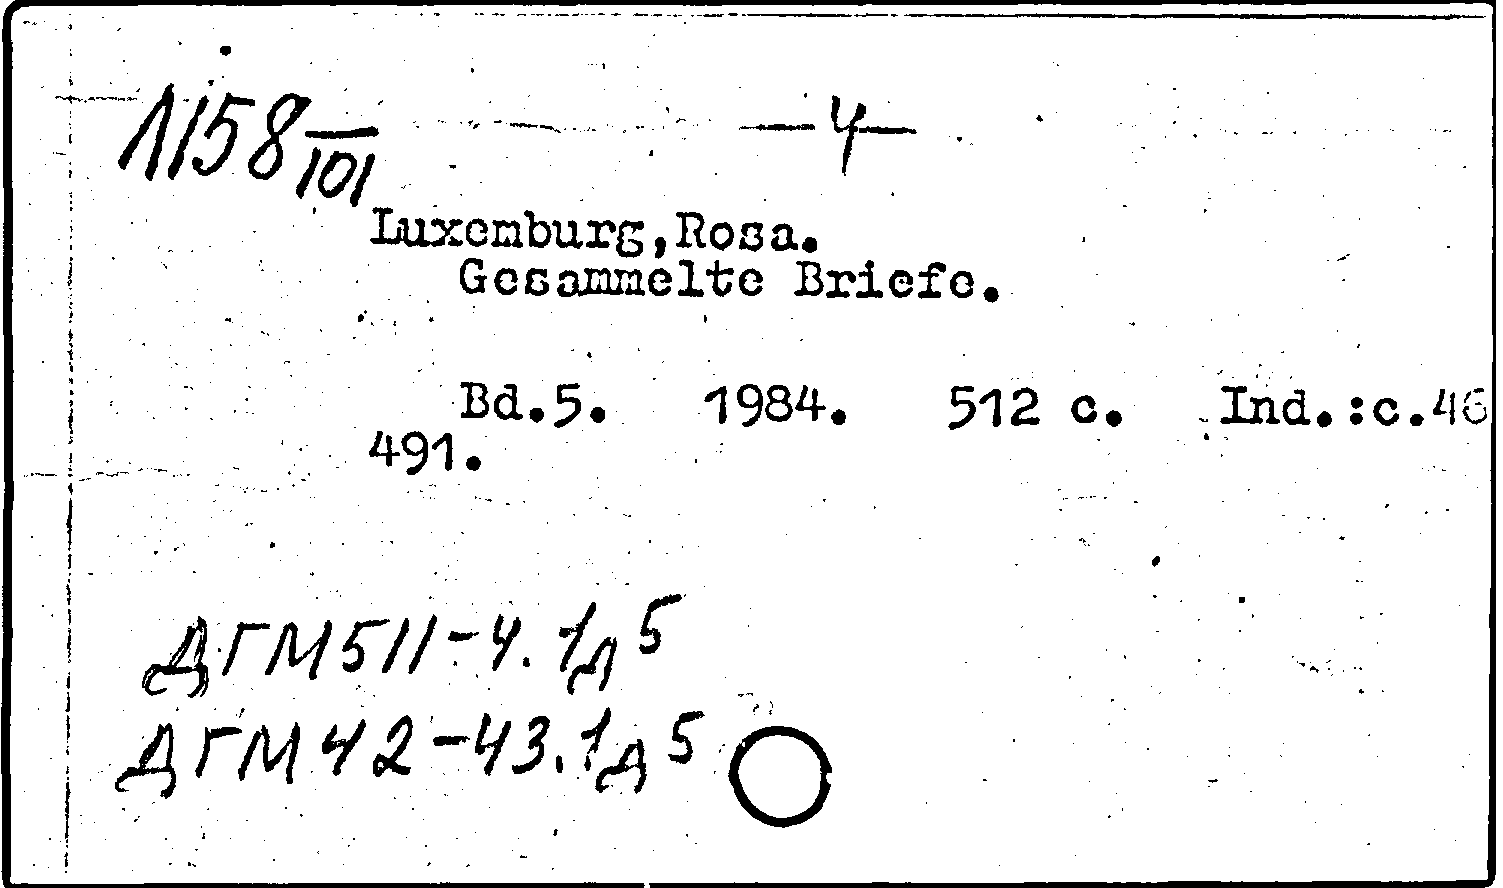 Л158/101
—4—
Luxemburg,Rosa.
Gesammelte Briefe.
Bd.5. 1984. 512 c. Ind.:c.46
491.
ДГМ511-4.1д5
ДГМ42-43.1д5